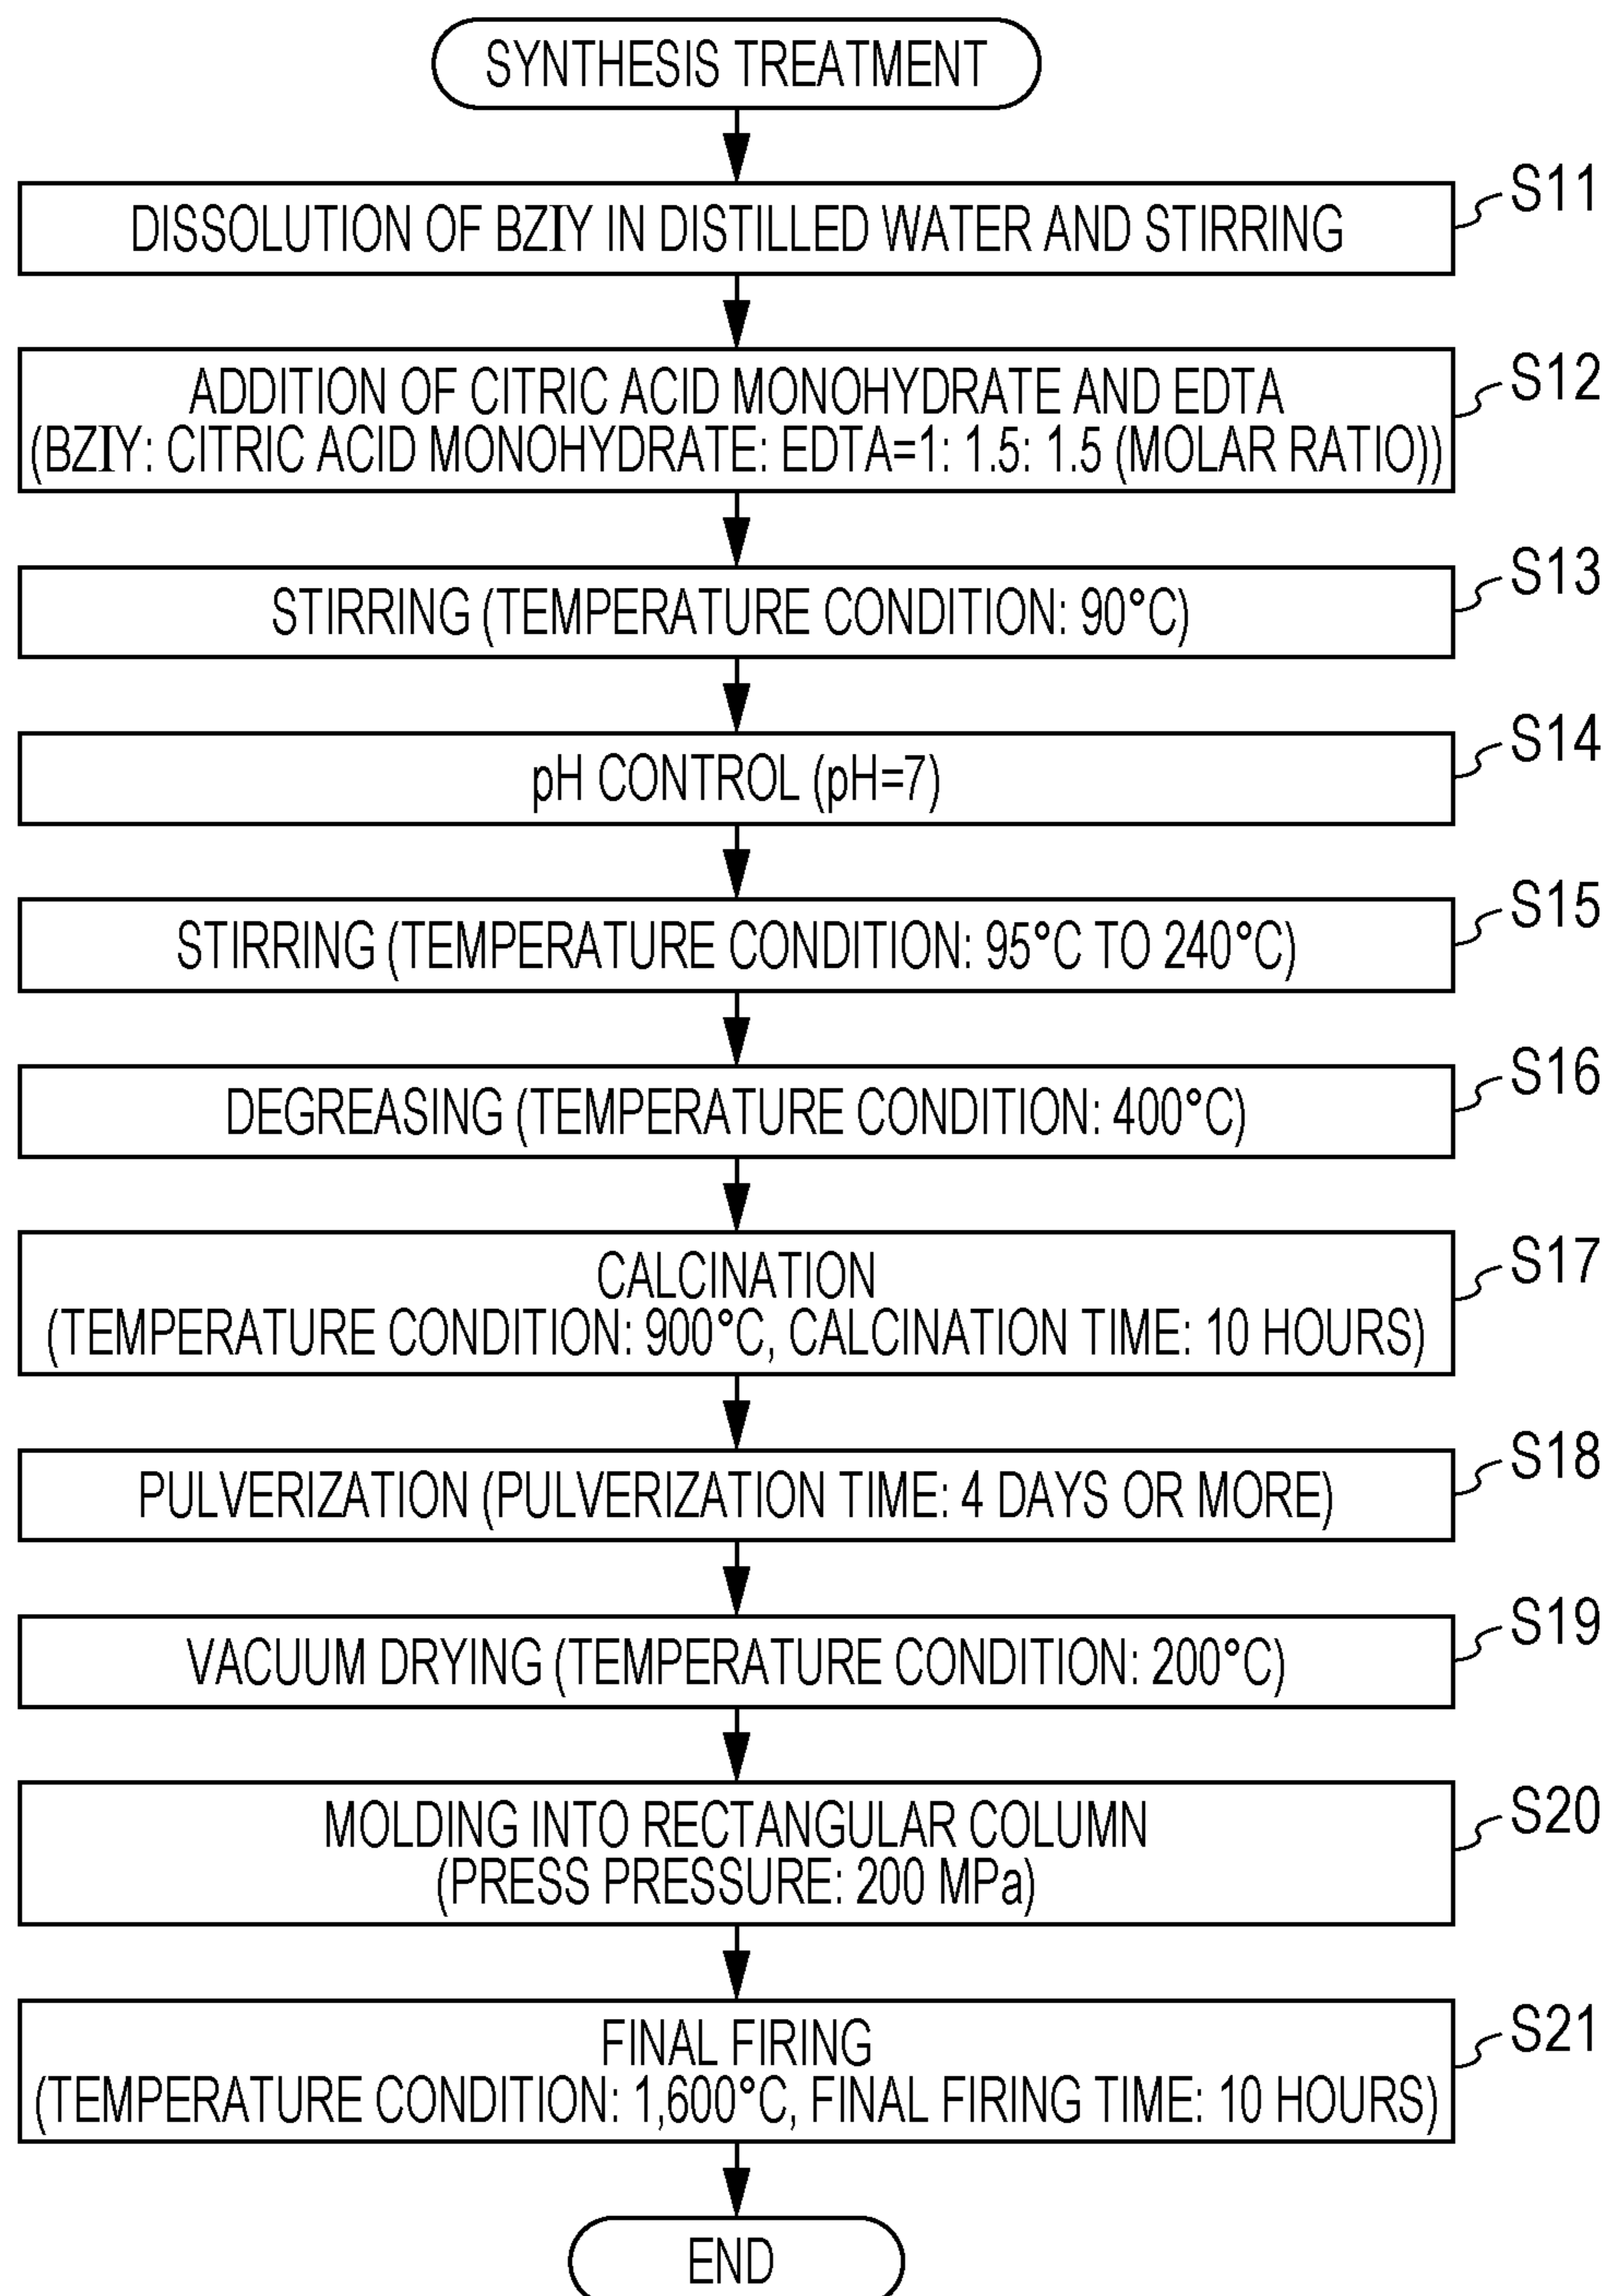 SYNTHESIS TREATMENT
S11
DISSOLUTION OF BZIY IN DISTILLED WATER AND STIRRING
S12
ADDITION OF CITRIC ACID MONOHYDRATE AND EDTA
(BZIY: CITRIC ACID MONOHYDRATE: EDTA=1: 1.5: 1.5 (MOLAR RATIO))
S13
STIRRING (TEMPERATURE CONDITION: 90°C)
S14
pH CONTROL (pH=7)
S15
STIRRING (TEMPERATURE CONDITION: 95°C TO 240°C)
S16
DEGREASING (TEMPERATURE CONDITION: 400°C)
S17
CALCINATION
(TEMPERATURE CONDITION: 900°C, CALCINATION TIME: 10 HOURS)
S18
PULVERIZATION (PULVERIZATION TIME: 4 DAYS OR MORE)
S19
VACUUM DRYING (TEMPERATURE CONDITION: 200°C)
S20
MOLDING INTO RECTANGULAR COLUMN
(PRESS PRESSURE: 200 MPa)
S21
FINAL FIRING
(TEMPERATURE CONDITION: 1,600°C, FINAL FIRING TIME: 10 HOURS)
END